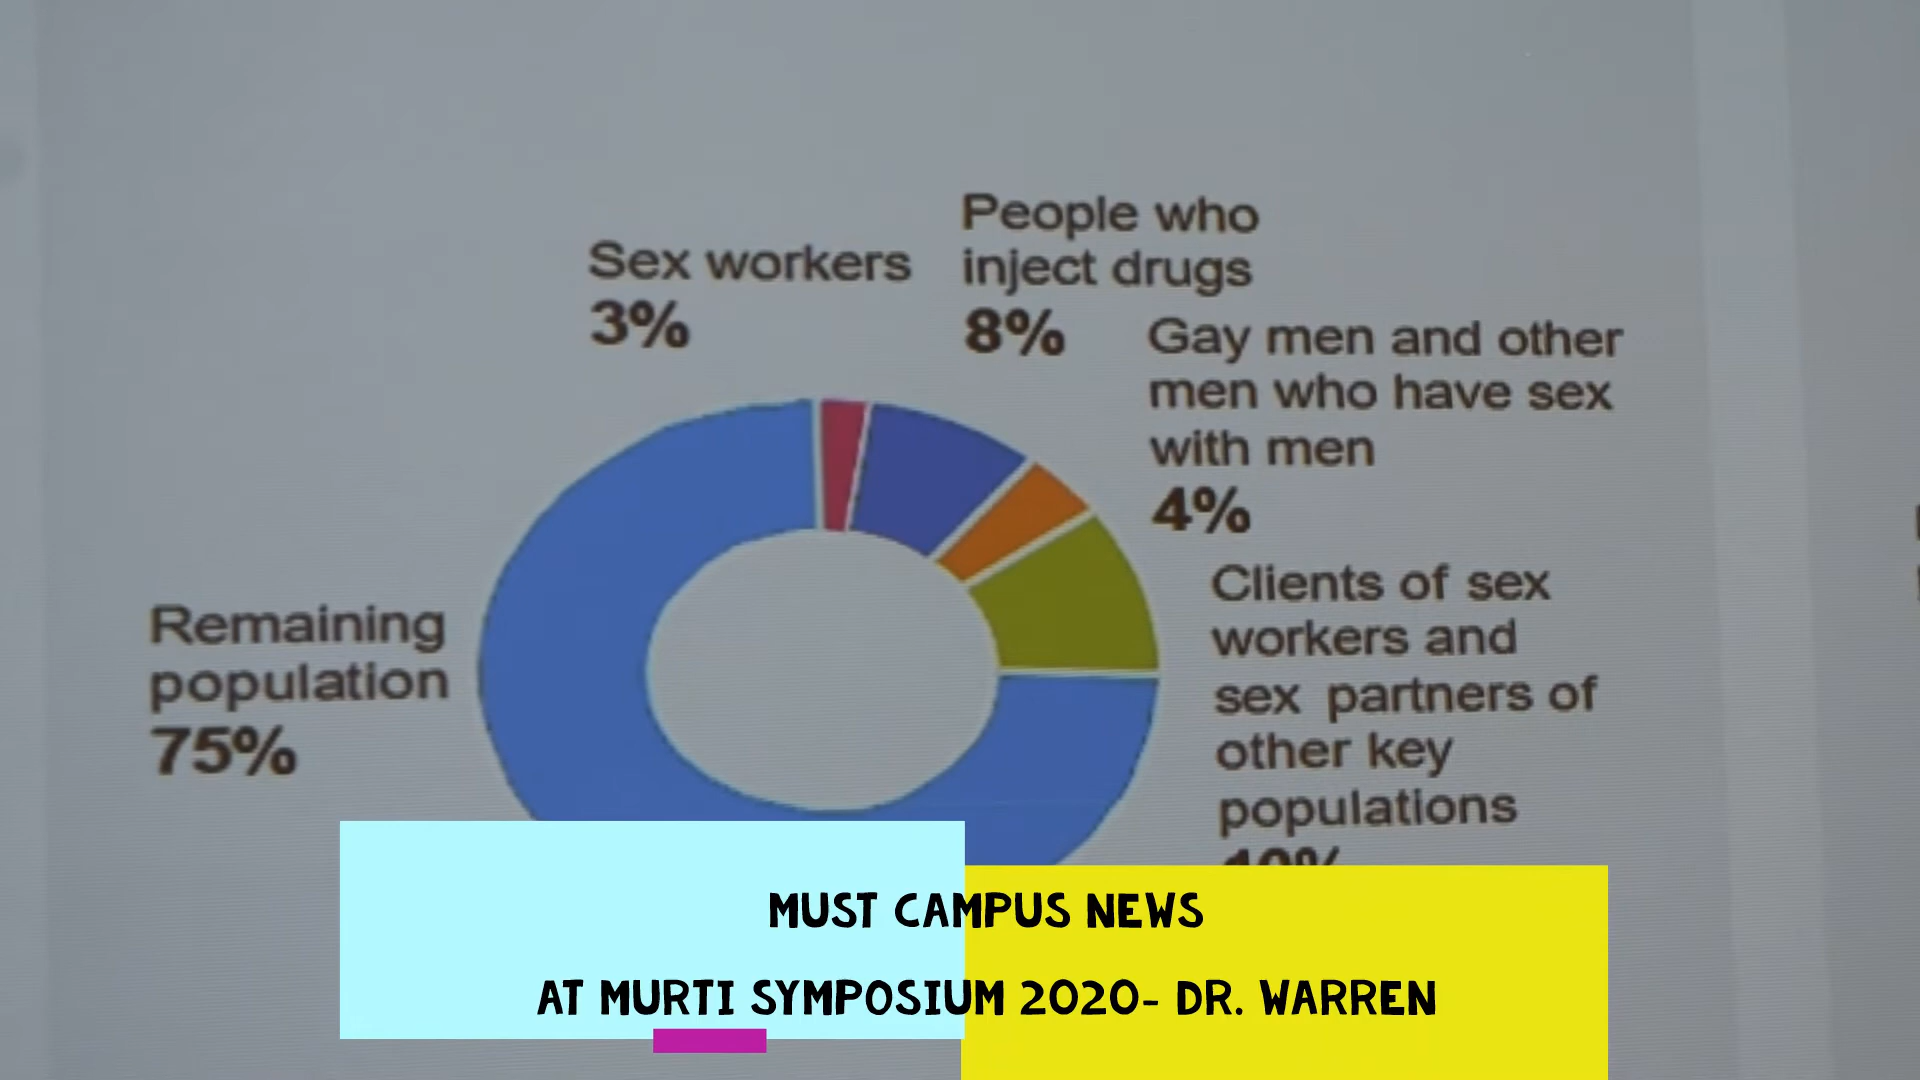 People who
inject drugs
8%
Sex workers
3%
Gay men and other
men who have sex
with men
4%
Clients of sex
workers and
sex partners of
other key
populations
Remaining
population
75%
MUST CAMPUS NEWS
AT MURTI SYMPOSIUM 2020- DR. WARREN